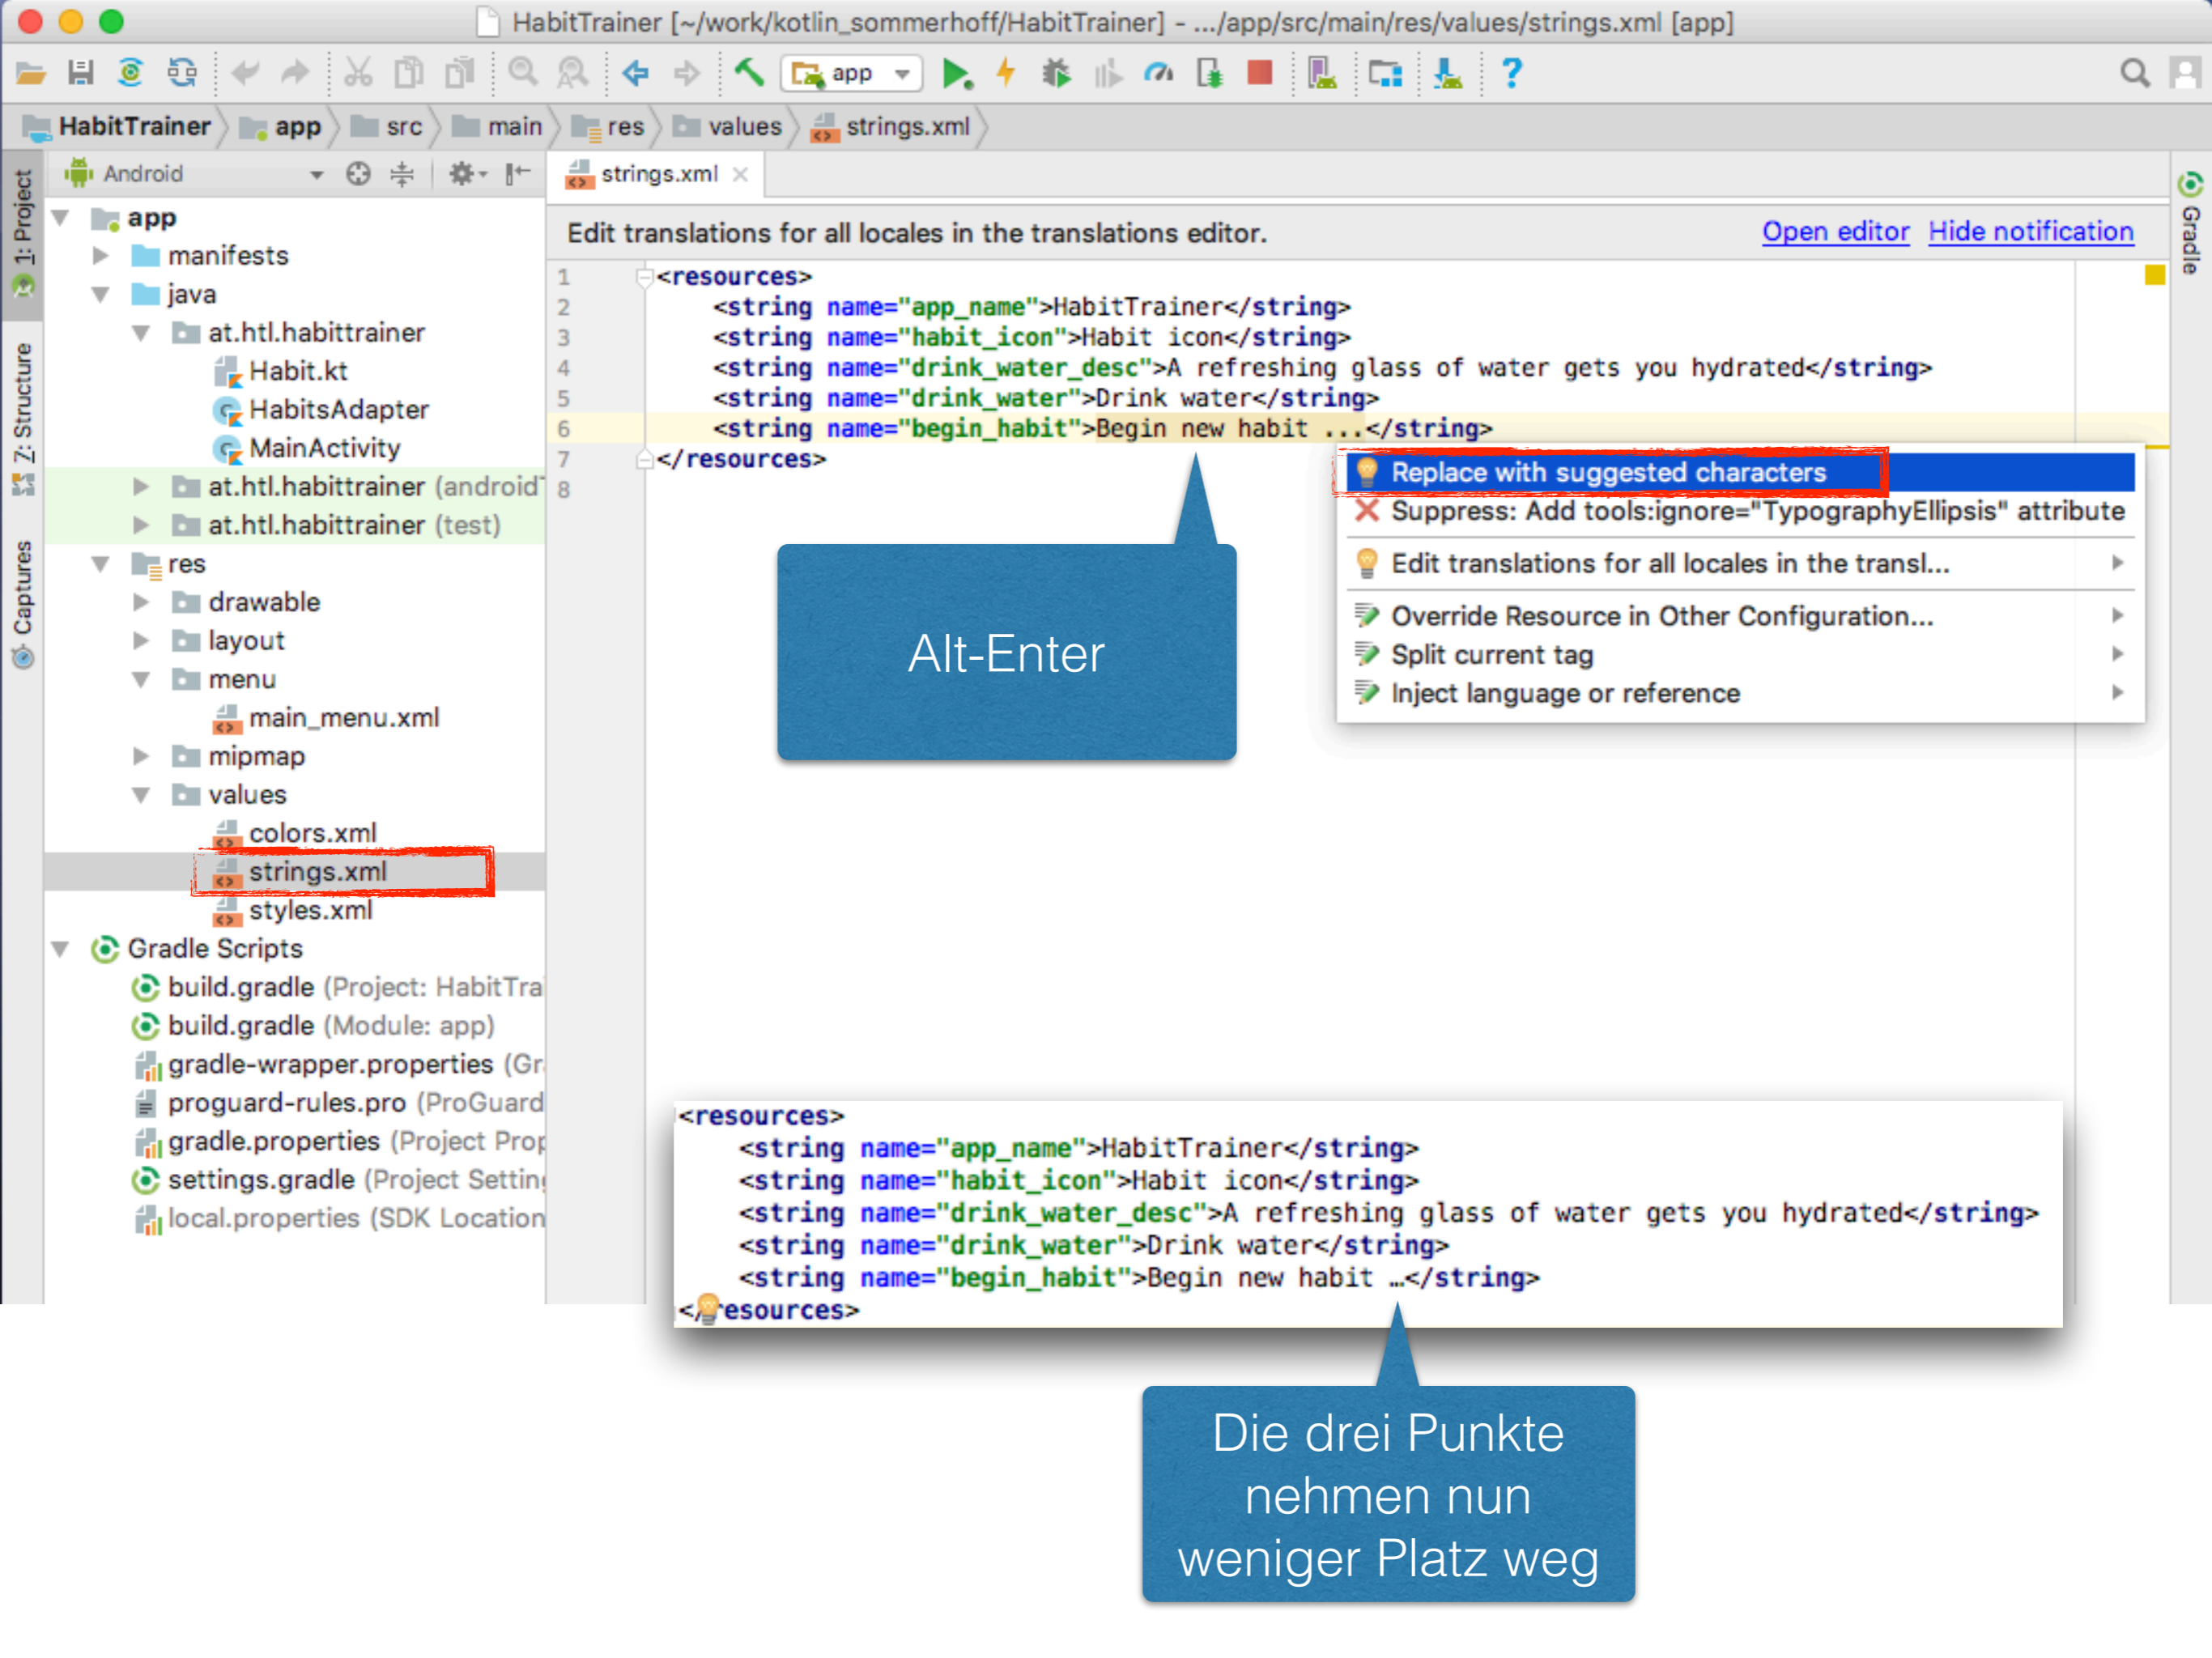 HabitTrainer [~/work/kotlin_sommerhoff/HabitTrainer] - .../app/src/main/res/values/strings.xml [app]
app
HabitTrainer app src main res values strings.xml
1: Project
Z: Structure
Captures
Gradle
Android
app
manifests
java
at.htl.habittrainer
Habit.kt
HabitsAdapter
MainActivity
at.htl.habittrainer (androidT
at.htl.habittrainer (test)
res
drawable
layout
menu
main_menu.xml
mipmap
values
colors.xml
strings.xml
styles.xml
Gradle Scripts
build.gradle (Project: HabitTra
build.gradle (Module: app)
gradle-wrapper.properties (Gr
proguard-rules.pro (ProGuard
gradle.properties (Project Prop
settings.gradle (Project Setting
local.properties (SDK Location
strings.xml
Edit translations for all locales in the translations editor. Open editor Hide notification
1 <resources>
2 <string name="app_name">HabitTrainer</string>
3 <string name="habit_icon">Habit icon</string>
4 <string name="drink_water_desc">A refreshing glass of water gets you hydrated</string>
5 <string name="drink_water">Drink water</string>
6 <string name="begin_habit">Begin new habit ...</string>
7 </resources>
8
Replace with suggested characters
Suppress: Add tools:ignore="TypographyEllipsis" attribute
Edit translations for all locales in the transl...
Override Resource in Other Configuration...
Split current tag
Inject language or reference
Alt-Enter
<resources>
<string name="app_name">HabitTrainer</string>
<string name="habit_icon">Habit icon</string>
<string name="drink_water_desc">A refreshing glass of water gets you hydrated</string>
<string name="drink_water">Drink water</string>
<string name="begin_habit">Begin new habit …</string>
</resources>
Die drei Punkte
nehmen nun
weniger Platz weg